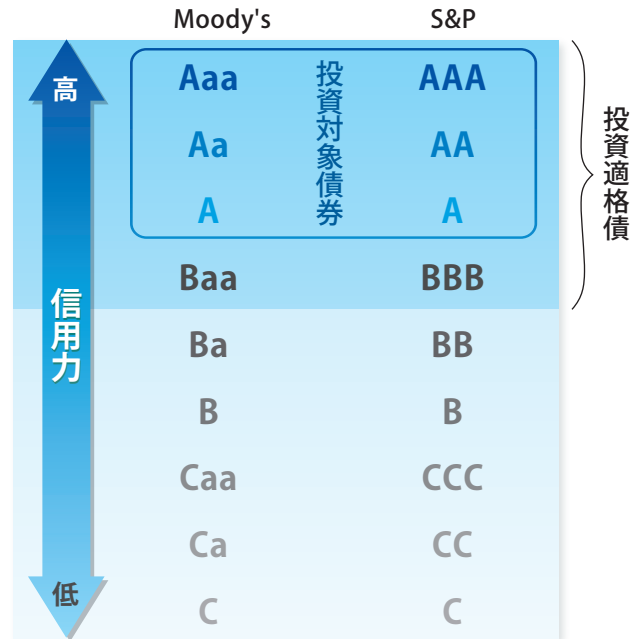 Moody's S&P
高
Aaa AAA
Aa AA
A A
投資対象債券
Baa BBB
投資適格債
信用力
Ba BB
B B
Caa CCC
Ca CC
低
C C